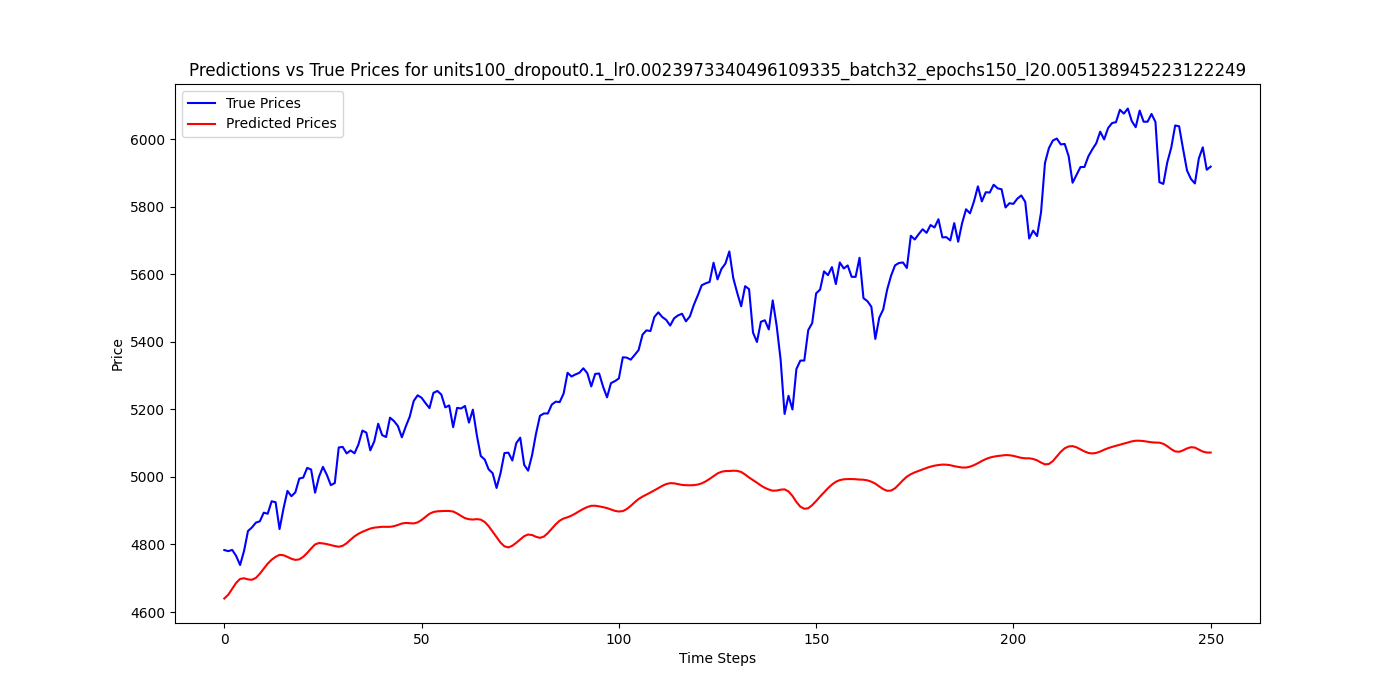 Predictions vs True Prices for units100_dropout0.1_lr0.0023973340496109335_batch32_epochs150_l20.005138945223122249
True Prices
Predicted Prices
6000
5800
5600
5400
5200
5000
4800
4600
Price
0 50 100 150 200 250
Time Steps